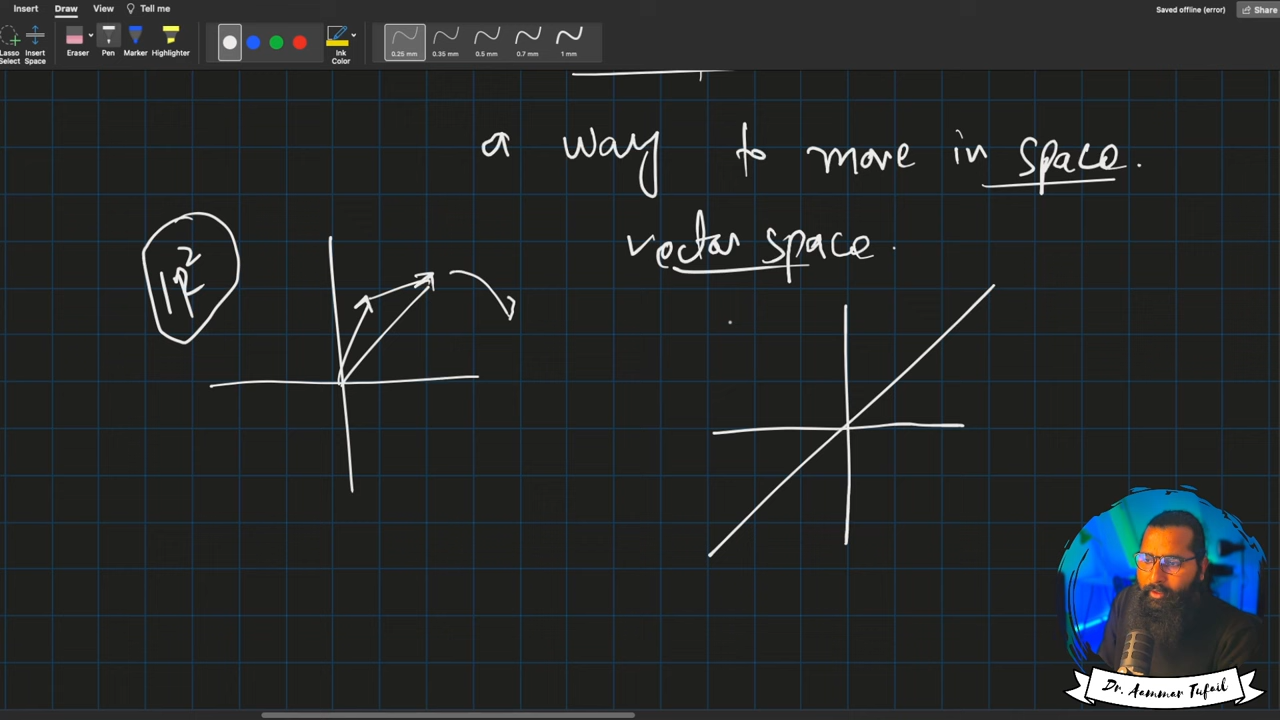 Insert Draw View Tell me
Saved offline (error) Share
Lasso Select Insert Space Eraser Pen Marker Highlighter Ink Color 0.25 mm 0.35 mm 0.5 mm 0.7 mm 1 mm
a way to move in space.
vector space.
ℝ²
Dr. Aammar Tufail